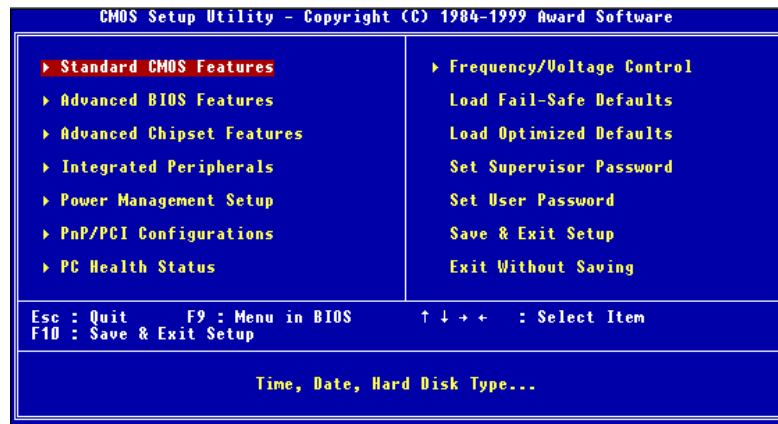 CMOS Setup Utility - Copyright (C) 1984-1999 Award Software
▸ Standard CMOS Features
▸ Advanced BIOS Features
▸ Advanced Chipset Features
▸ Integrated Peripherals
▸ Power Management Setup
▸ PnP/PCI Configurations
▸ PC Health Status
▸ Frequency/Voltage Control
Load Fail-Safe Defaults
Load Optimized Defaults
Set Supervisor Password
Set User Password
Save & Exit Setup
Exit Without Saving
Esc : Quit F9 : Menu in BIOS ↑ ↓ → ← : Select Item
F10 : Save & Exit Setup
Time, Date, Hard Disk Type...